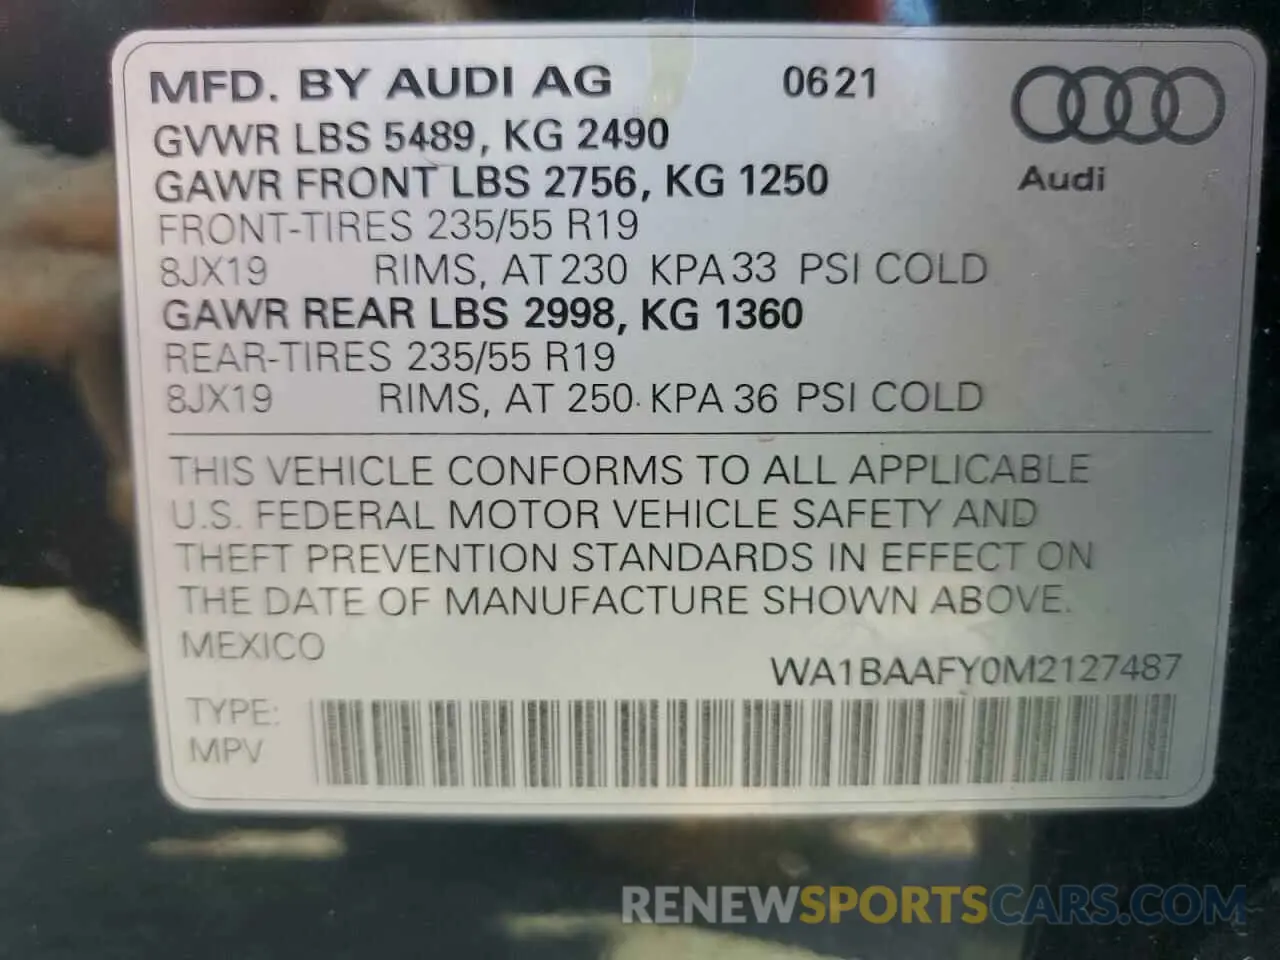 MFD. BY AUDI AG 0621
GVWR LBS 5489, KG 2490
GAWR FRONT LBS 2756, KG 1250
Audi
FRONT-TIRES 235/55 R19
8JX19 RIMS, AT 230 KPA 33 PSI COLD
GAWR REAR LBS 2998, KG 1360
REAR-TIRES 235/55 R19
8JX19 RIMS, AT 250 KPA 36 PSI COLD
THIS VEHICLE CONFORMS TO ALL APPLICABLE
U.S. FEDERAL MOTOR VEHICLE SAFETY AND
THEFT PREVENTION STANDARDS IN EFFECT ON
THE DATE OF MANUFACTURE SHOWN ABOVE.
MEXICO
WA1BAAFY0M2127487
TYPE:
MPV
RENEWSPORTSCARS.COM